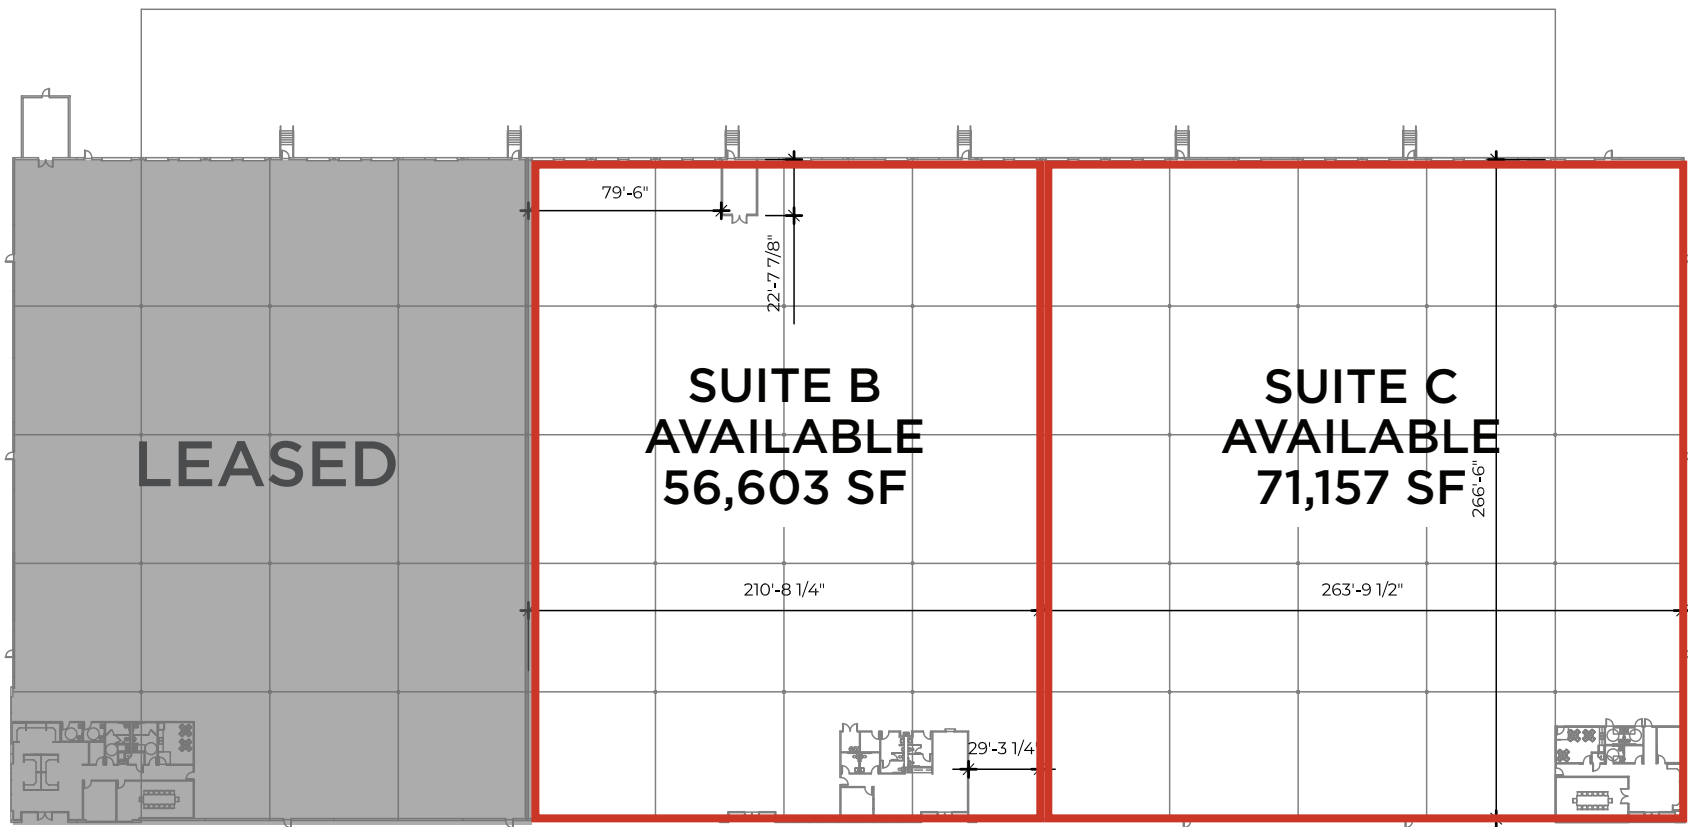 79'-6"
22'-7 7/8"
SUITE B
AVAILABLE
56,603 SF
SUITE C
AVAILABLE
71,157 SF
266'-6"
LEASED
210'-8 1/4"
263'-9 1/2"
29'-3 1/4"